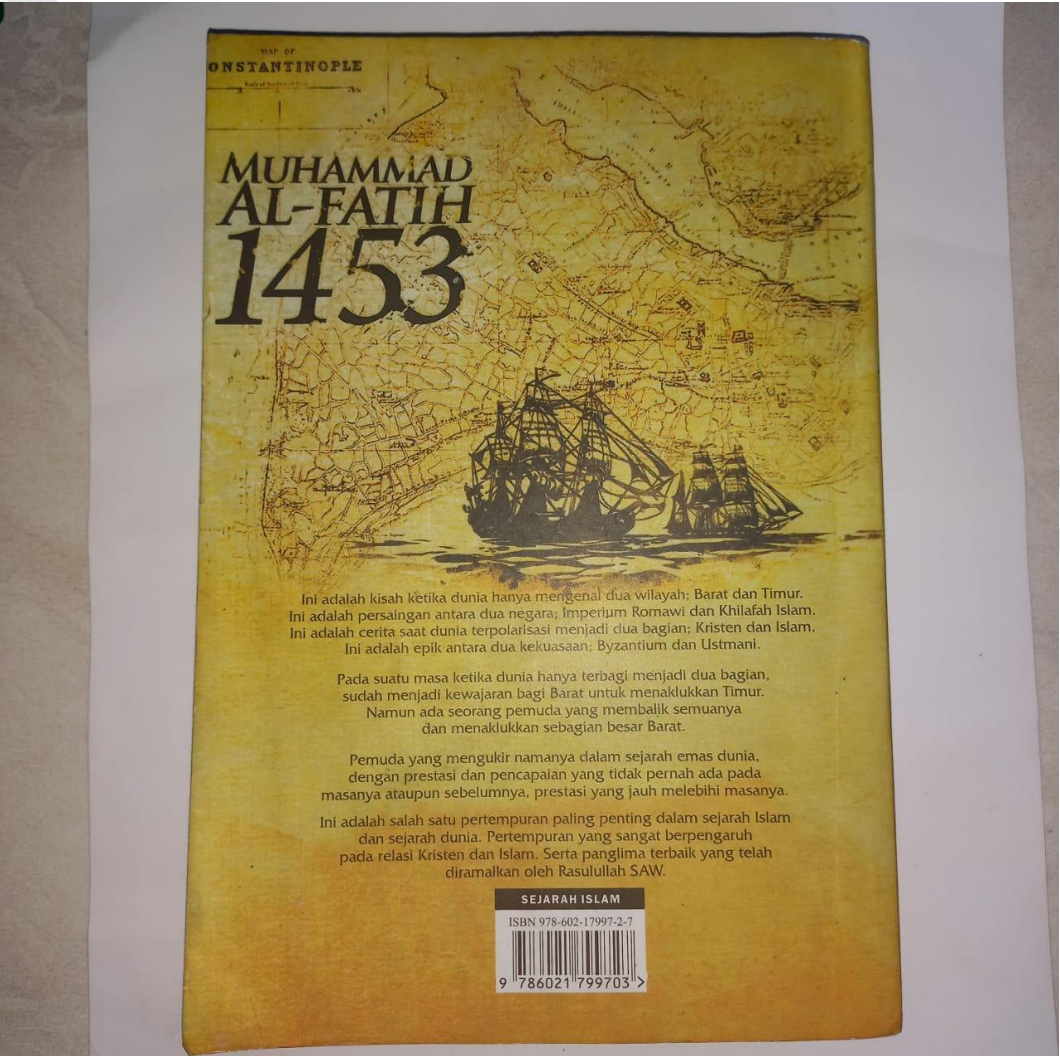 MAP OF
ONSTANTINOPLE
MUHAMMAD
AL-FATIH
1453
Ini adalah kisah ketika dunia hanya mengenal dua wilayah; Barat dan Timur.
Ini adalah persaingan antara dua negara; Imperium Romawi dan Khilafah Islam.
Ini adalah cerita saat dunia terpolarisasi menjadi dua bagian; Kristen dan Islam.
Ini adalah epik antara dua kekuasaan; Byzantium dan Ustmani.
Pada suatu masa ketika dunia hanya terbagi menjadi dua bagian,
sudah menjadi kewajaran bagi Barat untuk menaklukkan Timur.
Namun ada seorang pemuda yang membalik semuanya
dan menaklukkan sebagian besar Barat.
Pemuda yang mengukir namanya dalam sejarah emas dunia,
dengan prestasi dan pencapaian yang tidak pernah ada pada
masanya ataupun sebelumnya, prestasi yang jauh melebihi masanya.
Ini adalah salah satu pertempuran paling penting dalam sejarah Islam
dan sejarah dunia. Pertempuran yang sangat berpengaruh
pada relasi Kristen dan Islam. Serta panglima terbaik yang telah
diramalkan oleh Rasulullah SAW.
SEJARAH ISLAM
ISBN 978-602-17997-2-7
9 786021 799703 >